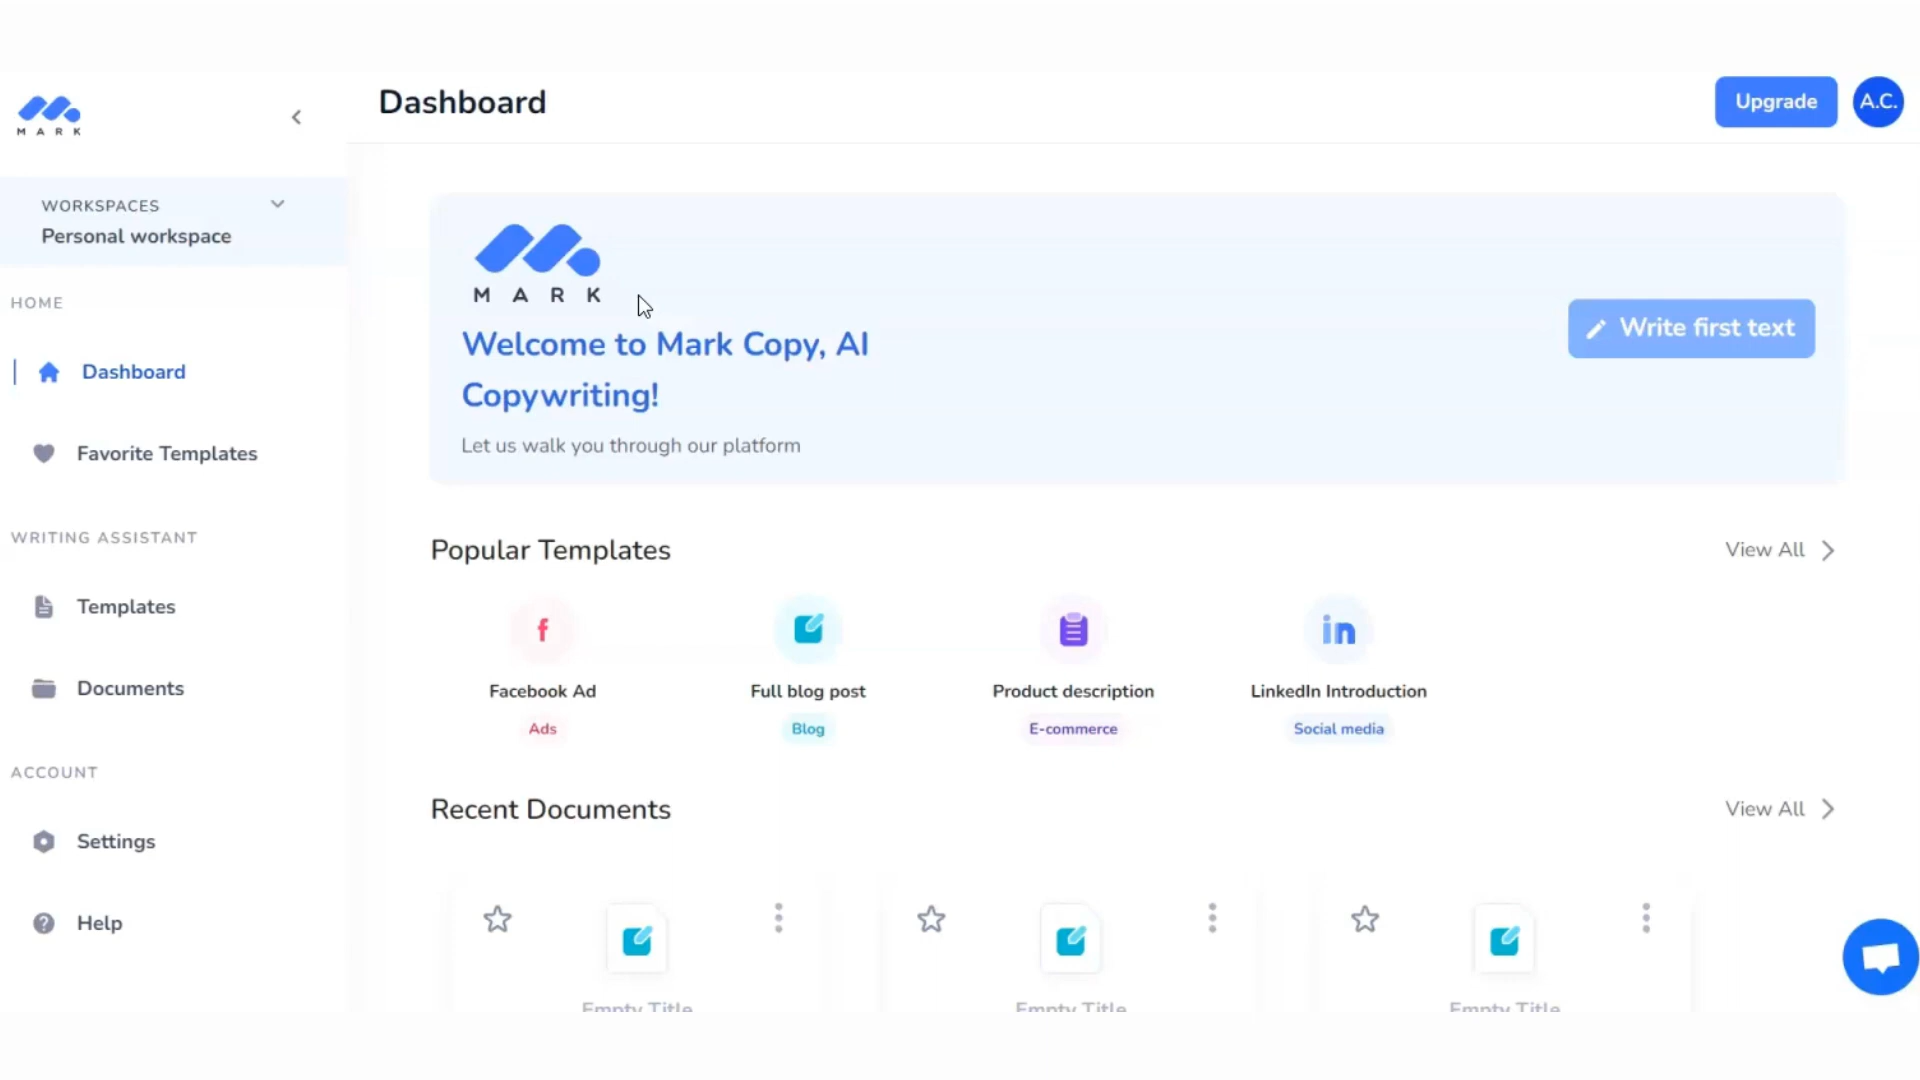 MARK
Dashboard
Upgrade
A.C.
WORKSPACES
Personal workspace
HOME
Dashboard
Favorite Templates
WRITING ASSISTANT
Templates
Documents
ACCOUNT
Settings
Help
MARK
Welcome to Mark Copy, AI
Copywriting!
Let us walk you through our platform
Write first text
Popular Templates
View All
f
in
Facebook Ad
Full blog post
Product description
LinkedIn Introduction
Ads
Blog
E-commerce
Social media
Recent Documents
View All
Empty Title
Empty Title
Empty Title